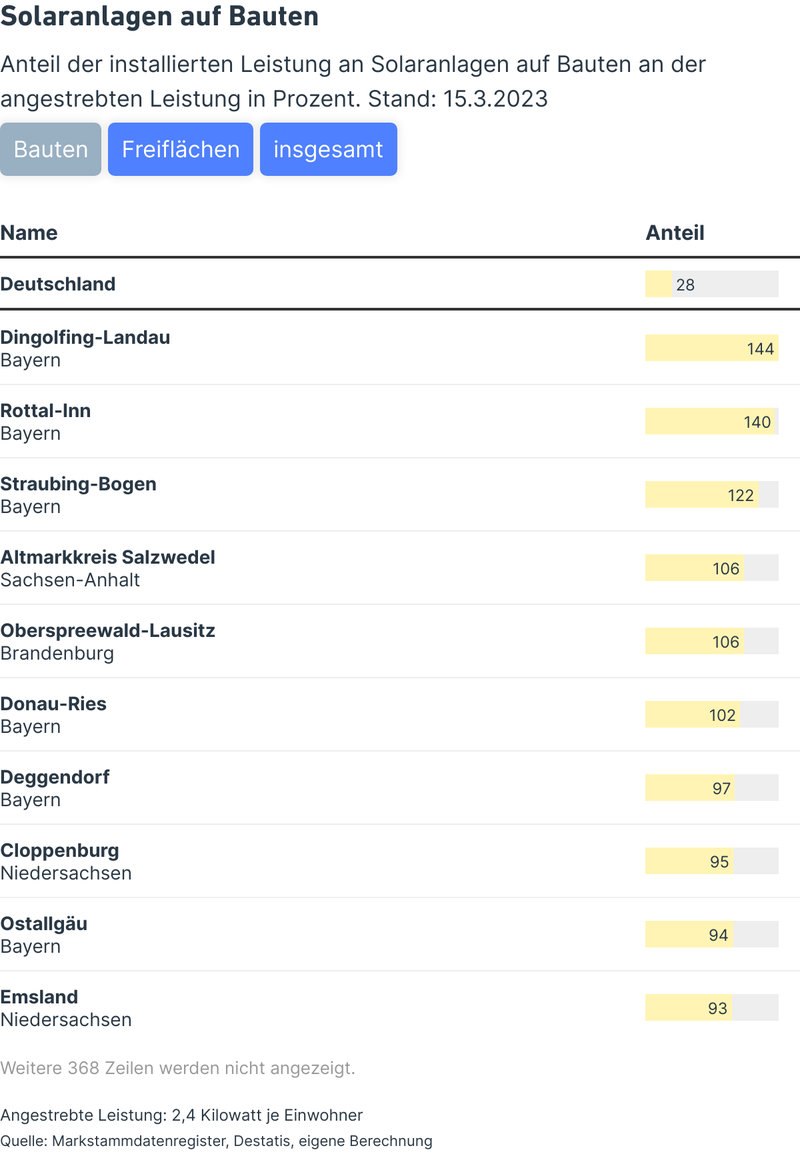 Solaranlagen auf Bauten
Anteil der installierten Leistung an Solaranlagen auf Bauten an der
angestrebten Leistung in Prozent. Stand: 15.3.2023
Bauten Freiflächen insgesamt
Name Anteil
Deutschland 28
Dingolfing-Landau
Bayern
144
Rottal-Inn
Bayern
140
Straubing-Bogen
Bayern
122
Altmarkkreis Salzwedel
Sachsen-Anhalt
106
Oberspreewald-Lausitz
Brandenburg
106
Donau-Ries
Bayern
102
Deggendorf
Bayern
97
Cloppenburg
Niedersachsen
95
Ostallgäu
Bayern
94
Emsland
Niedersachsen
93
Weitere 368 Zeilen werden nicht angezeigt.
Angestrebte Leistung: 2,4 Kilowatt je Einwohner
Quelle: Markstammdatenregister, Destatis, eigene Berechnung